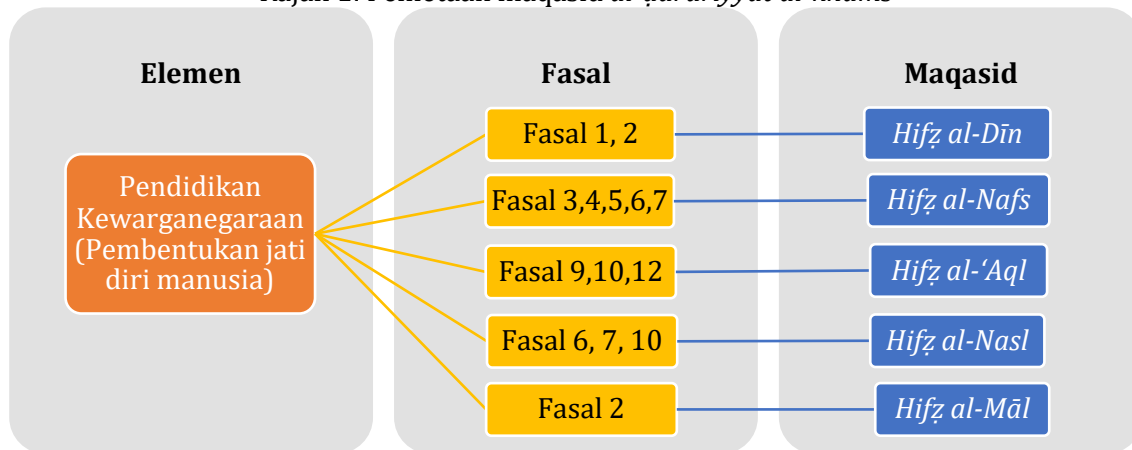 Elemen
Fasal
Maqasid
Pendidikan
Kewarganegaraan
(Pembentukan jati
diri manusia)
Fasal 1, 2
Hifẓ al-Dīn
Fasal 3,4,5,6,7
Hifẓ al-Nafs
Fasal 9,10,12
Hifẓ al-‘Aql
Fasal 6, 7, 10
Hifẓ al-Nasl
Fasal 2
Hifẓ al-Māl